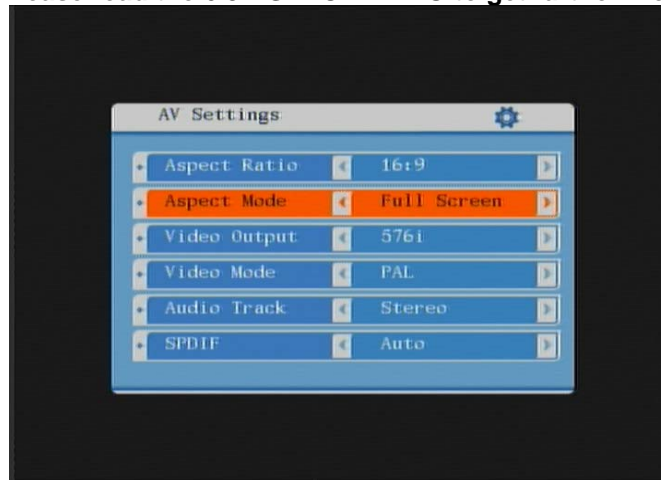 AV Settings
Aspect Ratio 16:9
Aspect Mode Full Screen
Video Output 576i
Video Mode PAL
Audio Track Stereo
SPDIF Auto